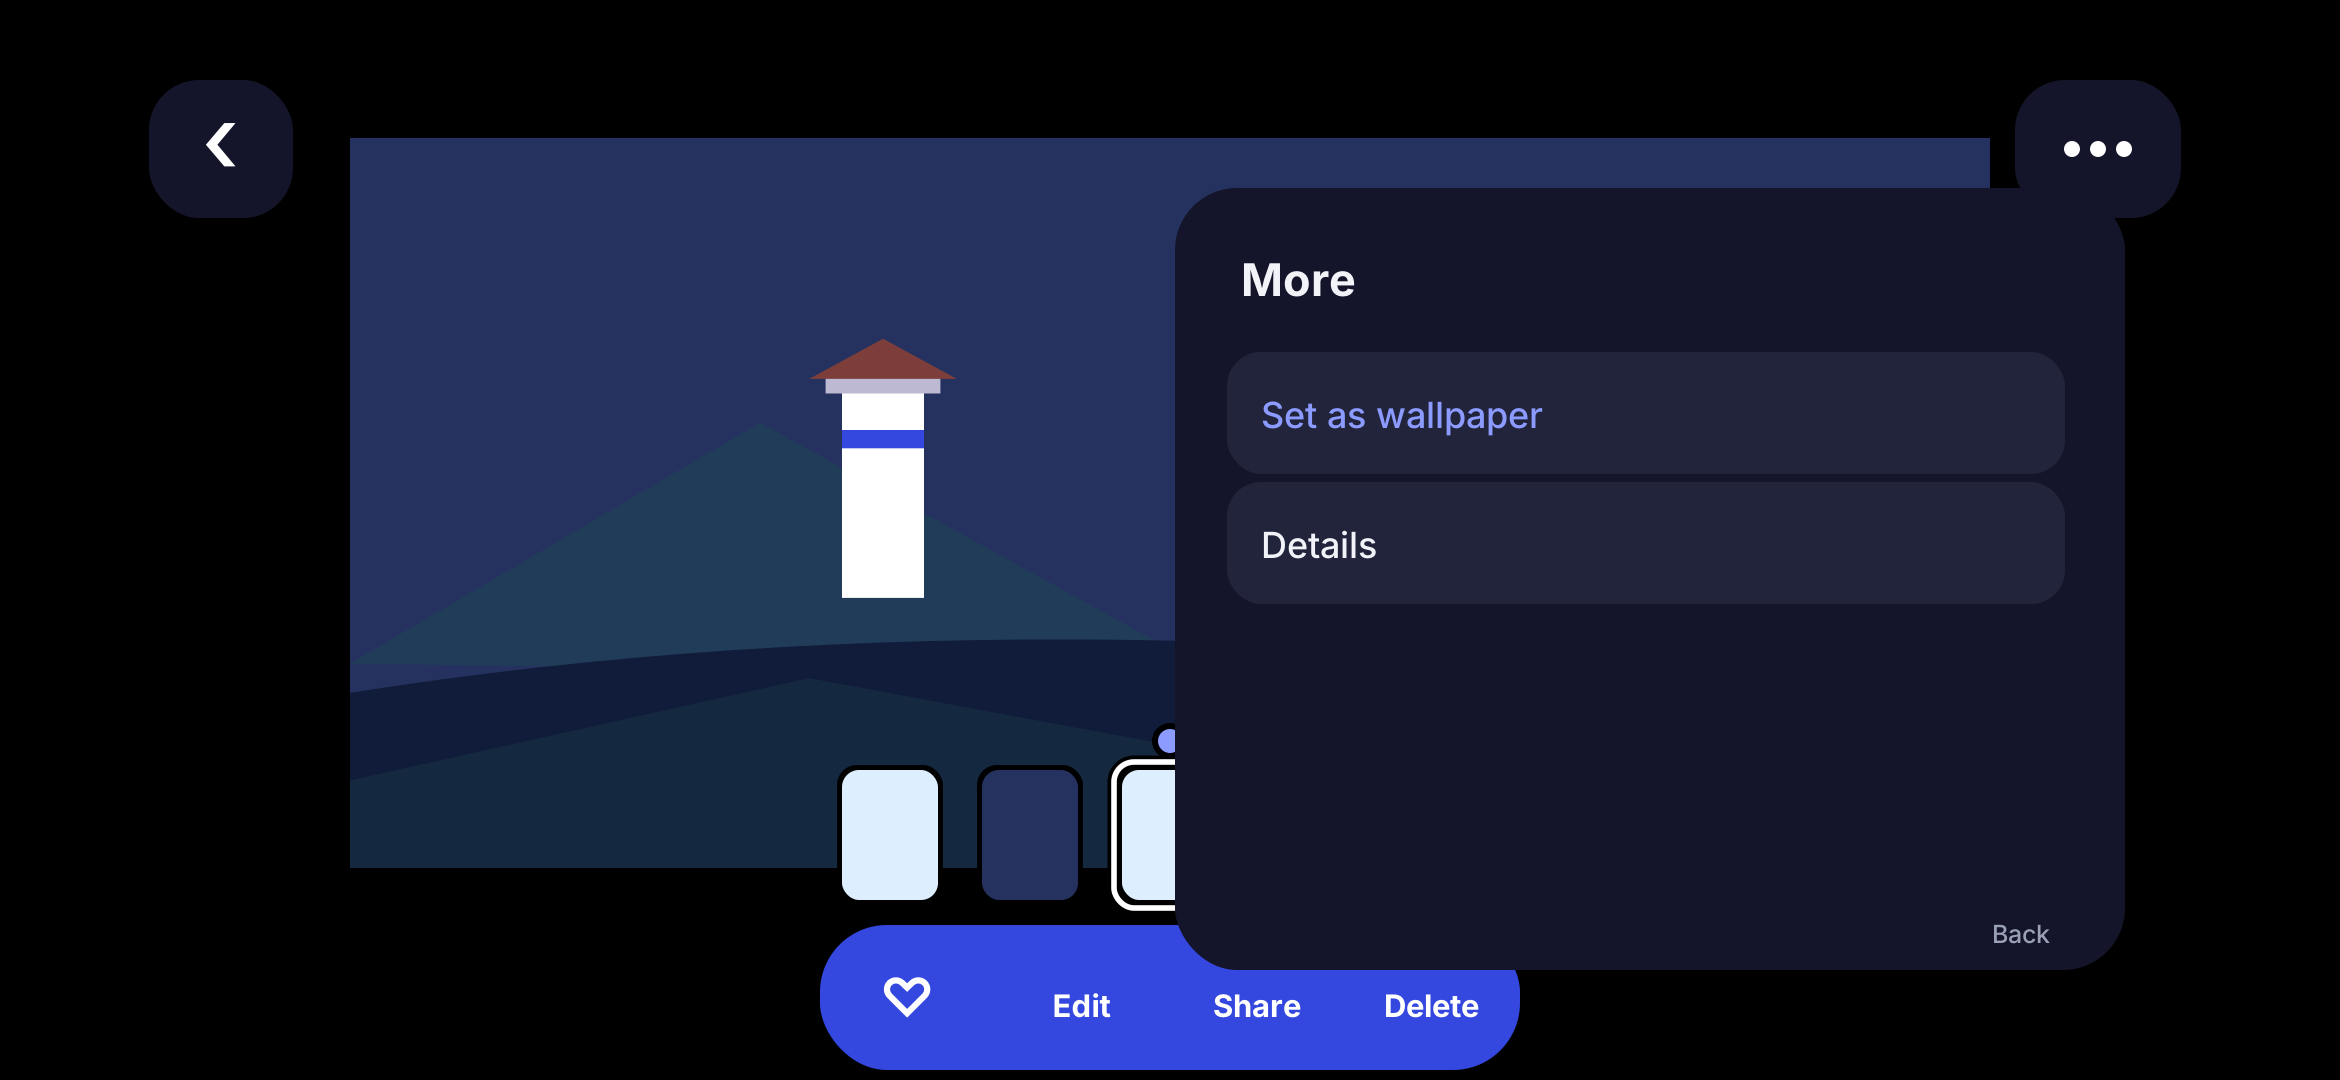 More
Set as wallpaper
Details
Back
Edit
Share
Delete